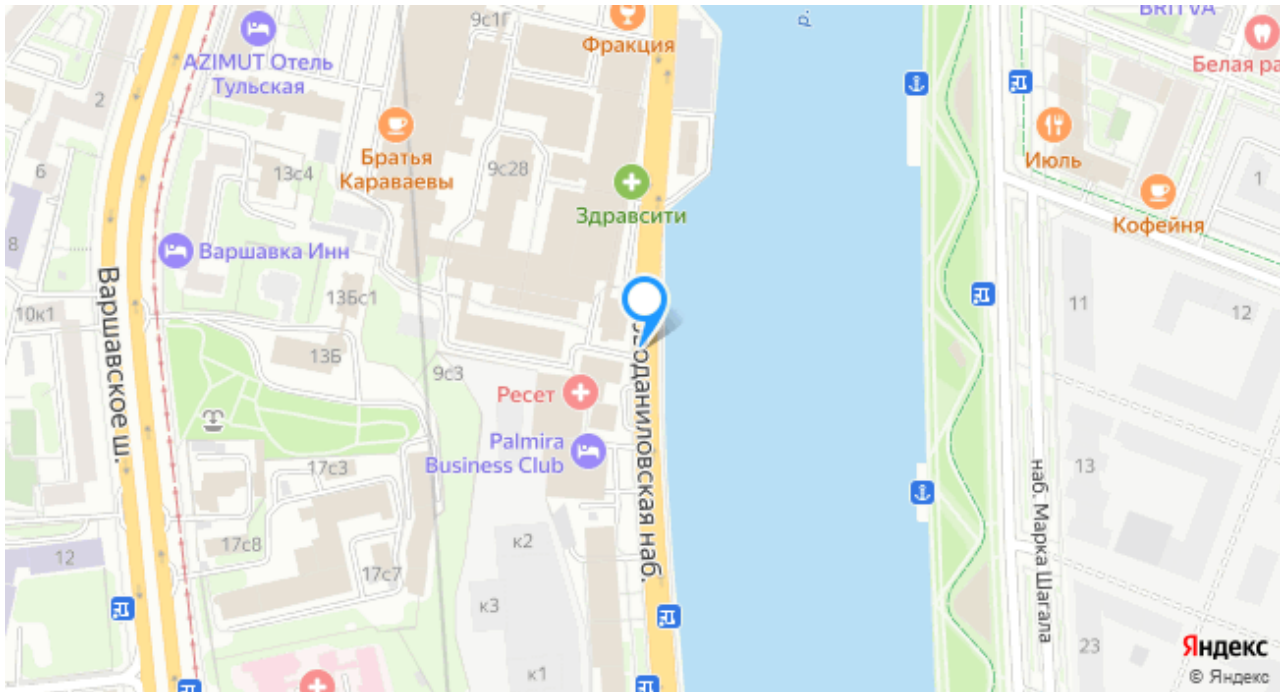 9с1Г
Фракция
р.
BRITVA
Белая ра
AZIMUT Отель
Тульская
2
Братья
Караваевы
9с28
13с4
6
Июль
1
Здравсити
Кофейня
8
Варшавка Инн
Варшавское ш.
13Бс1
10к1
11
12
13Б
9с3
Ресет
Palmira
Business Club
оданиловская наб.
17с3
13
наб. Марка Шагала
17с8
к2
12
17с7
к3
23
к1
Яндекс
© Яндекс